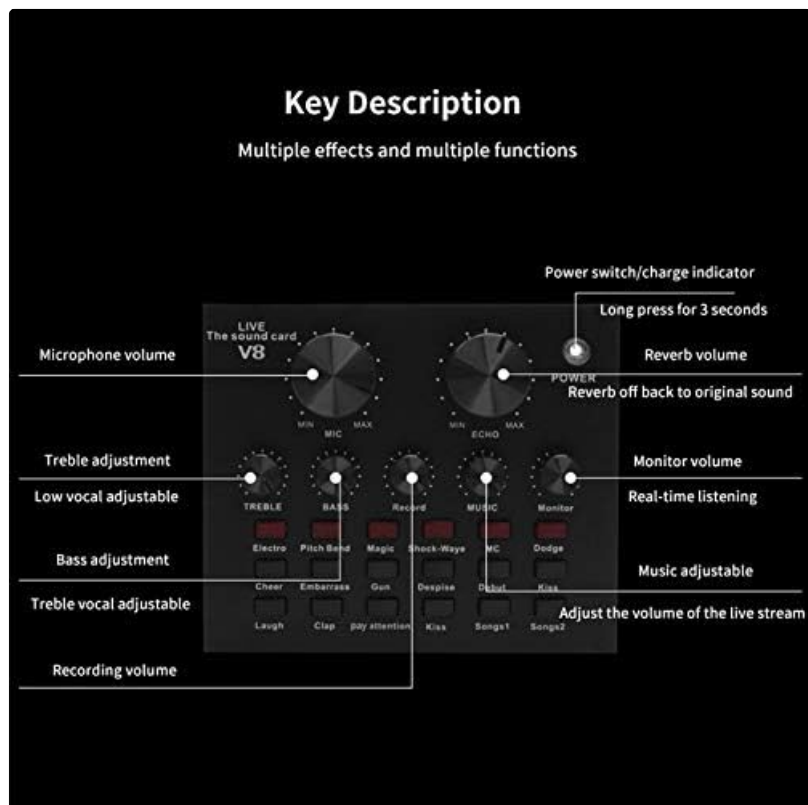 Key Description
Multiple effects and multiple functions
Power switch/charge indicator
Long press for 3 seconds
LIVE
The sound card
V8
Microphone volume
Reverb volume
POWER
Reverb off back to original sound
MIN MAX
MIC
MIN MAX
ECHO
Treble adjustment
Monitor volume
Low vocal adjustable
Real-time listening
TREBLE BASS Record MUSIC Monitor
Electro Pitch Bend Magic Shock-Wave MC Dodge
Bass adjustment
Music adjustable
Cheer Embarrass Gun Despise Debut Kiss
Treble vocal adjustable
Adjust the volume of the live stream
Laugh Clap pay attention Kiss Songs1 Songs2
Recording volume